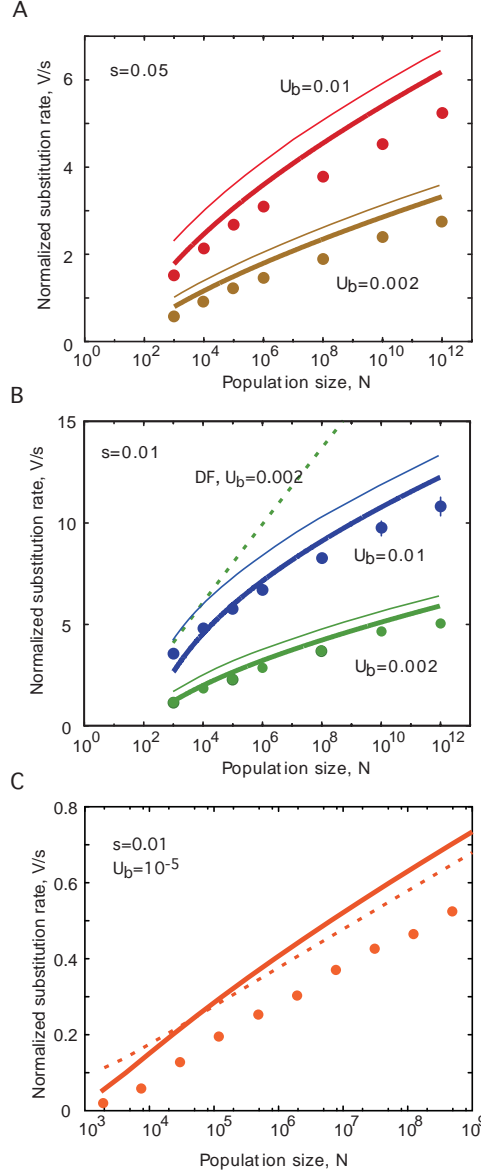 A
Normalized substitution rate, V/s
6
4
2
0
s=0.05
U_b=0.01
U_b=0.002
10^0 10^2 10^4 10^6 10^8 10^10 10^12
Population size, N
B
Normalized substitution rate, V/s
15
10
5
0
s=0.01
DF, U_b=0.002
U_b=0.01
U_b=0.002
10^0 10^2 10^4 10^6 10^8 10^10 10^12
Population size, N
C
Normalized substitution rate, V/s
0.8
0.6
0.4
0.2
0
s=0.01
U_b=10^-5
10^3 10^4 10^5 10^6 10^7 10^8 10^9
Population size, N